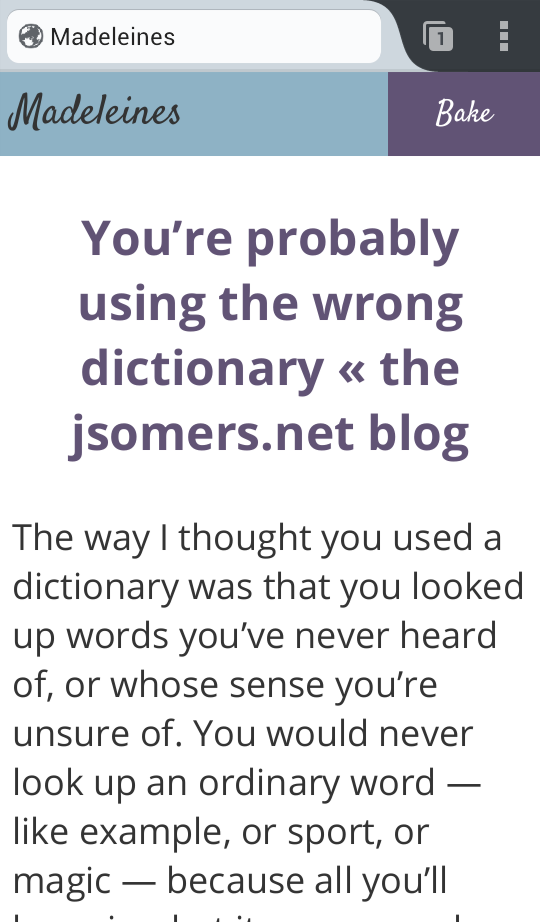 Madeleines
1
Madeleines
Bake
You’re probably
using the wrong
dictionary « the
jsomers.net blog
The way I thought you used a
dictionary was that you looked
up words you’ve never heard
of, or whose sense you’re
unsure of. You would never
look up an ordinary word —
like example, or sport, or
magic — because all you’ll